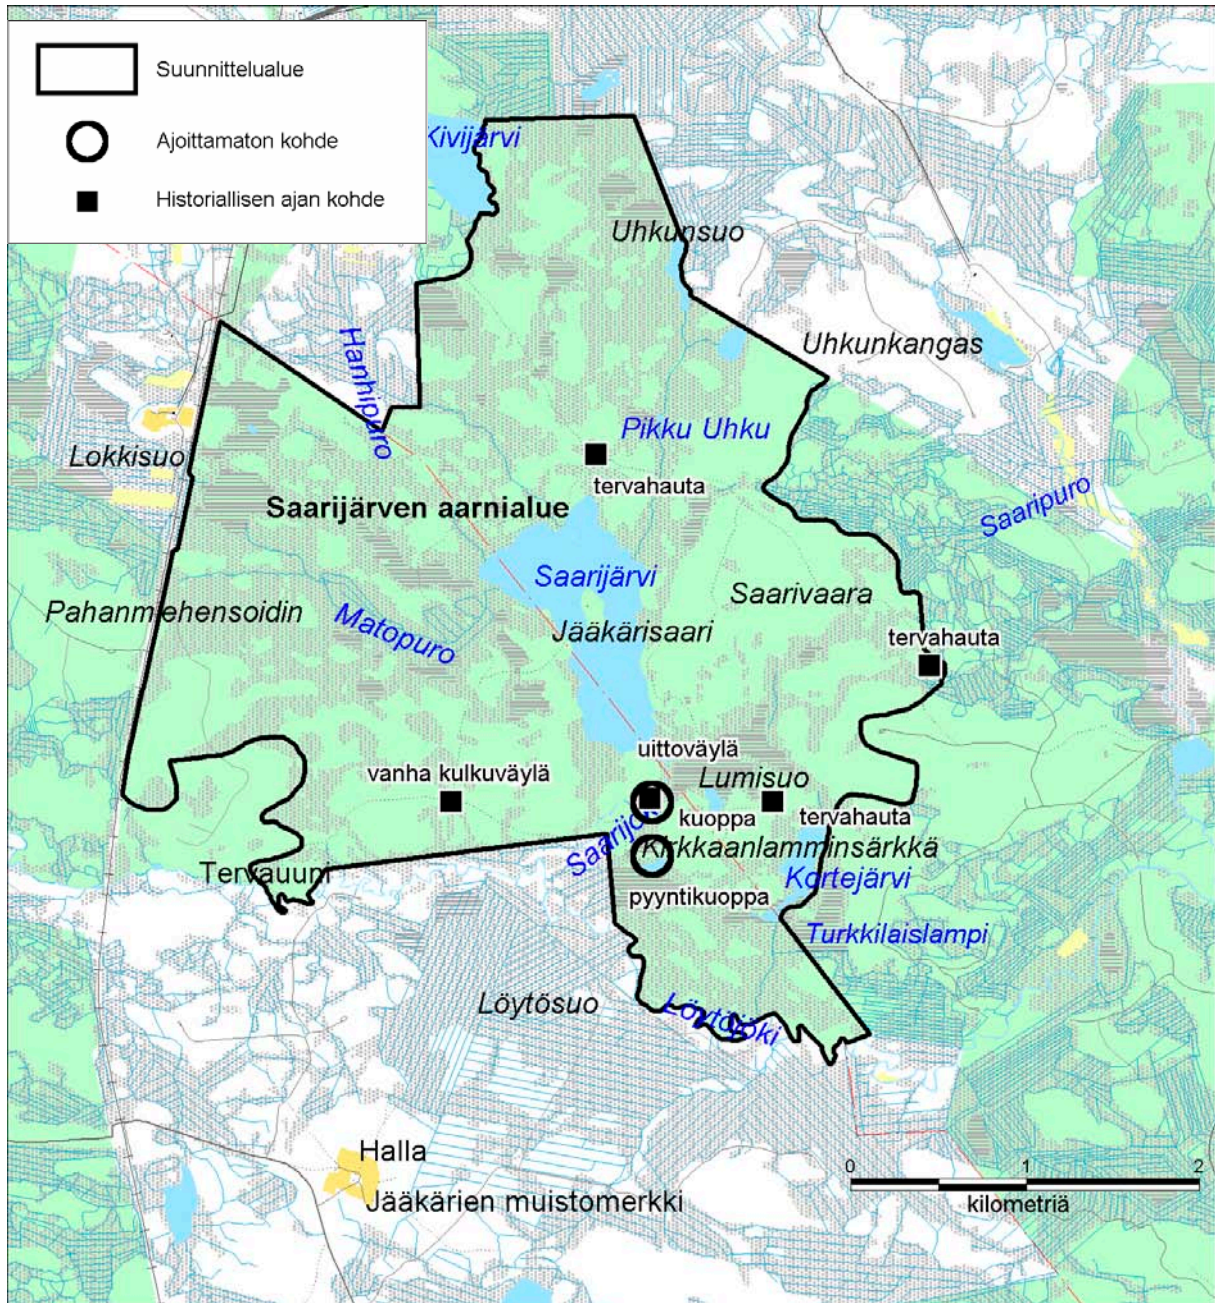 Suunnittelualue
Ajoittamaton kohde
Historiallisen ajan kohde
Kivijärvi
Uhkunsuo
Uhkunkangas
Hanhipuro
Pikku Uhku
Lokkisuo
tervahauta
Saaripuro
Saarijärven aarnialue
Saarijärvi
Saarivaara
Pahanmiehensoidin
Matopuro
Jääkärisaari
tervahauta
uittoväylä
vanha kulkuväylä
Lumisuo
kuoppa
tervahauta
Kirkkaanlamminsärkkä
Tervauuni
Kortejärvi
pyyntikuoppa
Turkkilaislampi
Löytösuo
Löytöjoki
Halla
Jääkärien muistomerkki
0 1 2
kilometriä